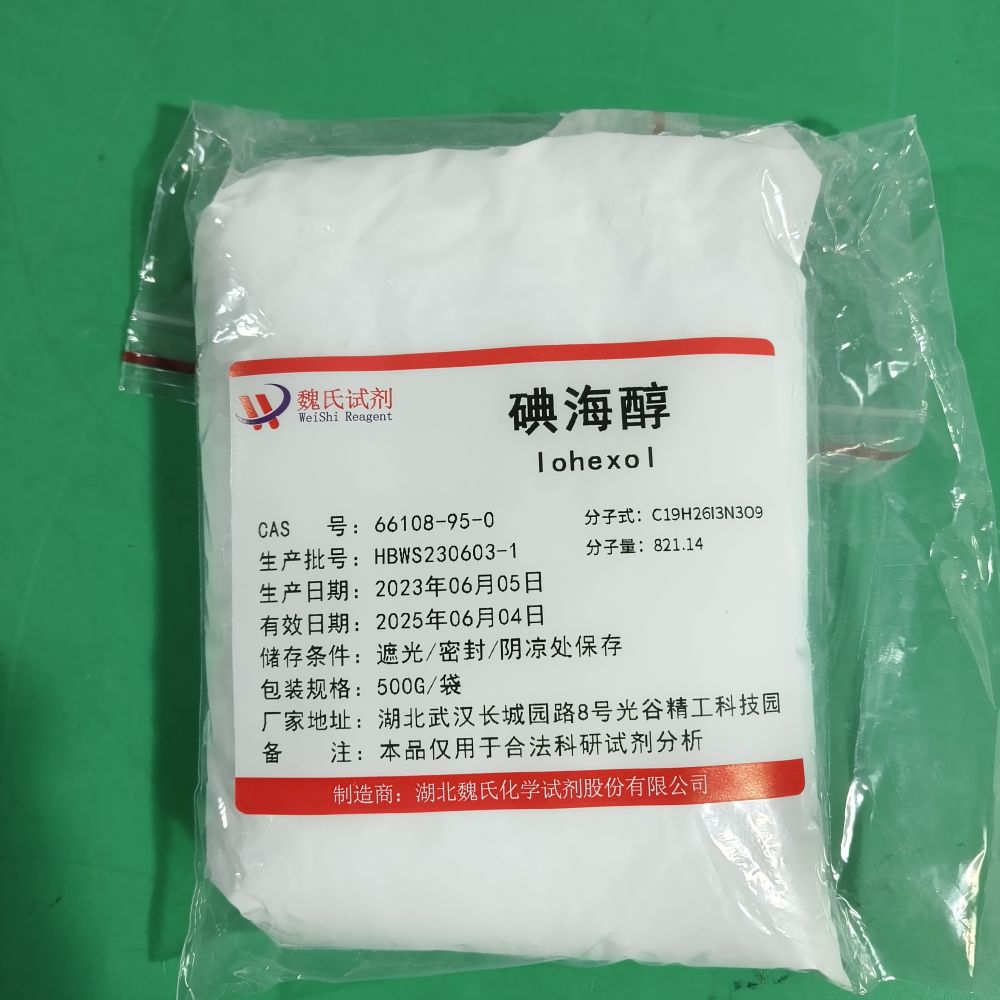 魏氏试剂
WeiShi Reagent
碘海醇
lohexol
CAS 号：66108-95-0
分子式：C19H26I3N3O9
生产批号：HBWS230603-1
分子量：821.14
生产日期：2023年06月05日
有效日期：2025年06月04日
储存条件：遮光/密封/阴凉处保存
包装规格：500G/袋
厂家地址：湖北武汉长城园路8号光谷精工科技园
备 注：本品仅用于合法科研试剂分析
制造商：湖北魏氏化学试剂股份有限公司